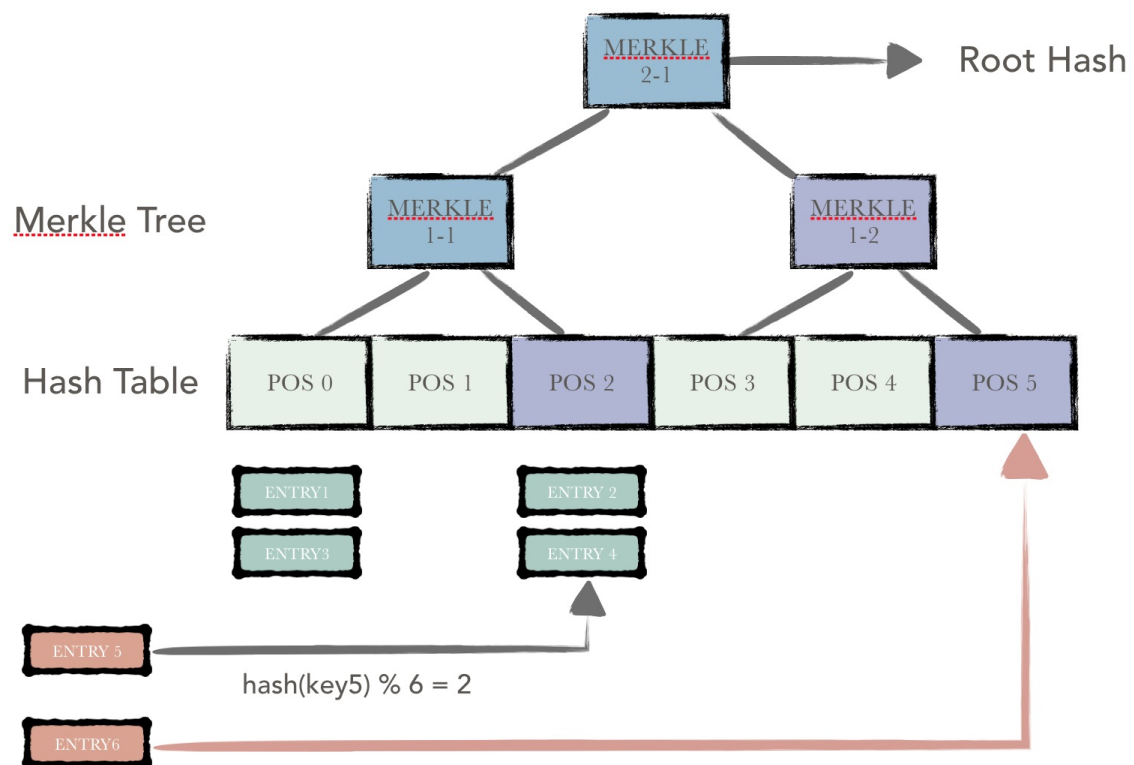 MERKLE
2-1
Root Hash
Merkle Tree
MERKLE
1-1
MERKLE
1-2
Hash Table
POS 0
POS 1
POS 2
POS 3
POS 4
POS 5
ENTRY1
ENTRY 2
ENTRY3
ENTRY 4
ENTRY 5
hash(key5) % 6 = 2
ENTRY6